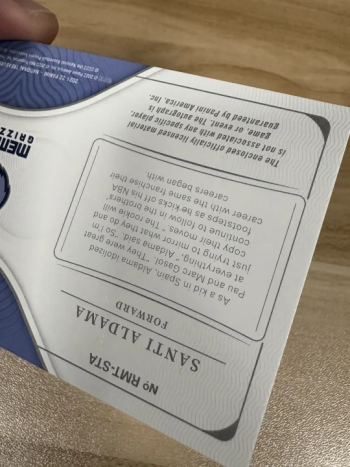 Nº RMT-STA
SANTI ALDAMA
FORWARD
As a kid in Spain, Aldama idolized
Pau and Marc Gasol. "They were great
at everything," Aldama said. "So I'm
just trying to mirror what they do and
copy their moves." The rookie will
continue to follow in the brothers'
footsteps as he kicks off his NBA
career with the same franchise their
careers began with.
The enclosed officially licensed material
is not associated with any specific player,
game, or event. The autograph is
guaranteed by Panini America, Inc.
MEM
GRIZZ